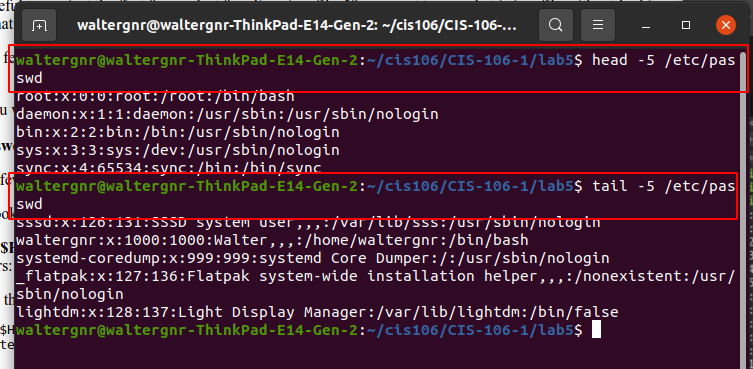 waltergnr@waltergnr-ThinkPad-E14-Gen-2: ~/cis106/CIS-106-...
waltergnr@waltergnr-ThinkPad-E14-Gen-2:~/cis106/CIS-106-1/lab5$ head -5 /etc/pas
swd
root:x:0:0:root:/root:/bin/bash
daemon:x:1:1:daemon:/usr/sbin:/usr/sbin/nologin
bin:x:2:2:bin:/bin:/usr/sbin/nologin
sys:x:3:3:sys:/dev:/usr/sbin/nologin
sync:x:4:65534:sync:/bin:/bin/sync
waltergnr@waltergnr-ThinkPad-E14-Gen-2:~/cis106/CIS-106-1/lab5$ tail -5 /etc/pas
swd
sssd:x:126:131:SSSD system user,,,:/var/lib/sss:/usr/sbin/nologin
waltergnr:x:1000:1000:Walter,,,:/home/waltergnr:/bin/bash
systemd-coredump:x:999:999:systemd Core Dumper:/:/usr/sbin/nologin
_flatpak:x:127:136:Flatpak system-wide installation helper,,,:/nonexistent:/usr/
sbin/nologin
lightdm:x:128:137:Light Display Manager:/var/lib/lightdm:/bin/false
waltergnr@waltergnr-ThinkPad-E14-Gen-2:~/cis106/CIS-106-1/lab5$